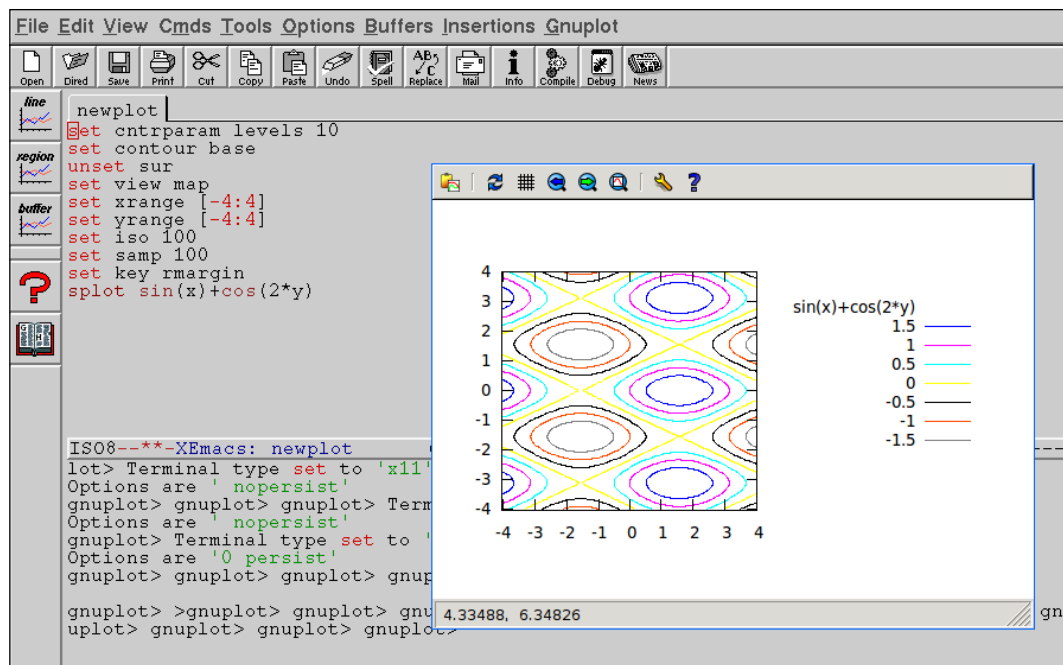 File Edit View Cmds Tools Options Buffers Insertions Gnuplot
Open Dired Save Print Cut Copy Paste Undo Spell Replace Mail Info Compile Debug News
line
region
buffer
newplot
set cntrparam levels 10
set contour base
unset sur
set view map
set xrange [-4:4]
set yrange [-4:4]
set iso 100
set samp 100
set key rmargin
splot sin(x)+cos(2*y)
ISO8--**-XEmacs: newplot
lot> Terminal type set to 'x11'
Options are ' nopersist'
gnuplot> gnuplot> gnuplot> Term
Options are ' nopersist'
gnuplot> Terminal type set to '
Options are '0 persist'
gnuplot> gnuplot> gnuplot> gnup
gnuplot> >gnuplot> gnuplot> gnu
gn
uplot> gnuplot> gnuplot> gnuplot>
4
3
2
1
0
-1
-2
-3
-4
-4 -3 -2 -1 0 1 2 3 4
sin(x)+cos(2*y)
1.5
1
0.5
0
-0.5
-1
-1.5
4.33488, 6.34826